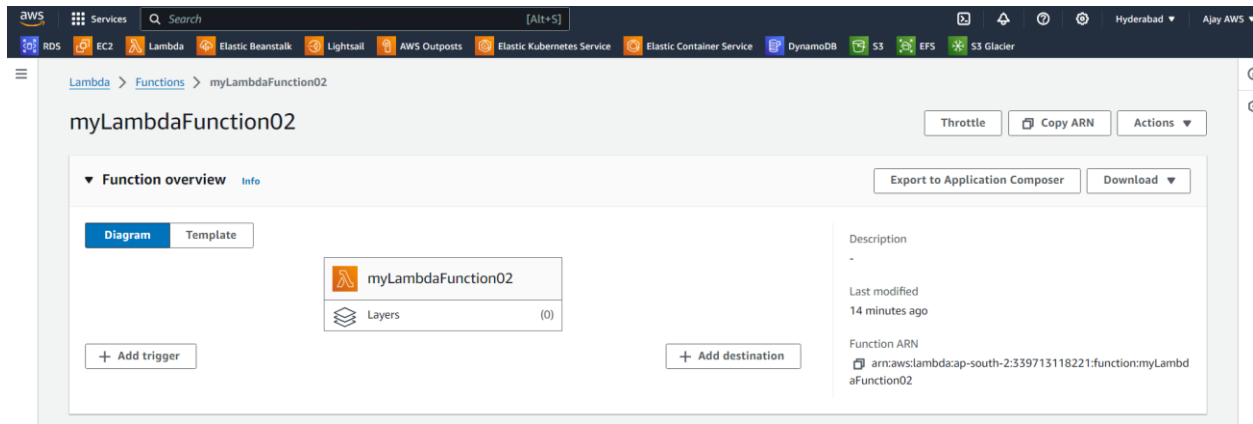 aws
Services
Search [Alt+S]
Hyderabad ▼
Ajay AWS
RDS EC2 Lambda Elastic Beanstalk Lightsail AWS Outposts Elastic Kubernetes Service Elastic Container Service DynamoDB S3 EFS S3 Glacier
Lambda > Functions > myLambdaFunction02
myLambdaFunction02
Throttle
Copy ARN
Actions ▼
▼ Function overview Info
Export to Application Composer
Download ▼
Diagram
Template
myLambdaFunction02
Layers (0)
+ Add trigger
+ Add destination
Description
-
Last modified
14 minutes ago
Function ARN
arn:aws:lambda:ap-south-2:339713118221:function:myLambd
aFunction02